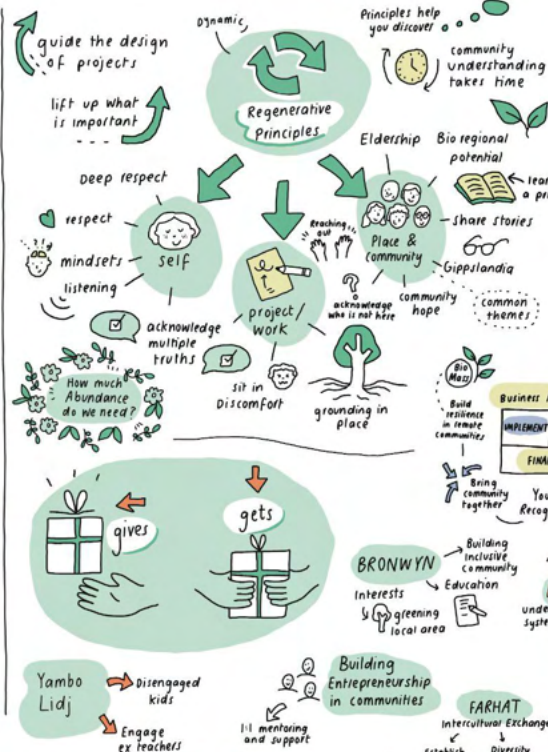 guide the design
of projects
lift up what
is important
Dynamic
Regenerative
Principles
Principles help
you discover
community
understanding
takes time
Deep respect
respect
mindsets
listening
self
Reaching
out
project/
work
acknowledge
multiple
truths
sit in
Discomfort
grounding in
place
Eldership
Bio regional
potential
share stories
Place &
community
Gippslandia
acknowledge
who is not here
community
hope
common
themes
How much
Abundance
do we need?
Bio
Mass
Build
resilience
in remote
communities
Bring
community
together
Business
IMPLEMENT
gives
gets
BRONWYN
Building
Inclusive
community
Education
Interests
greening
local area
Yambo
Lidj
Disengaged
kids
Engage
ex teachers
Building
Entrepreneurship
in communities
1:1 mentoring
and support
FARHAT
Intercultural Exchange
Establish
Diversity